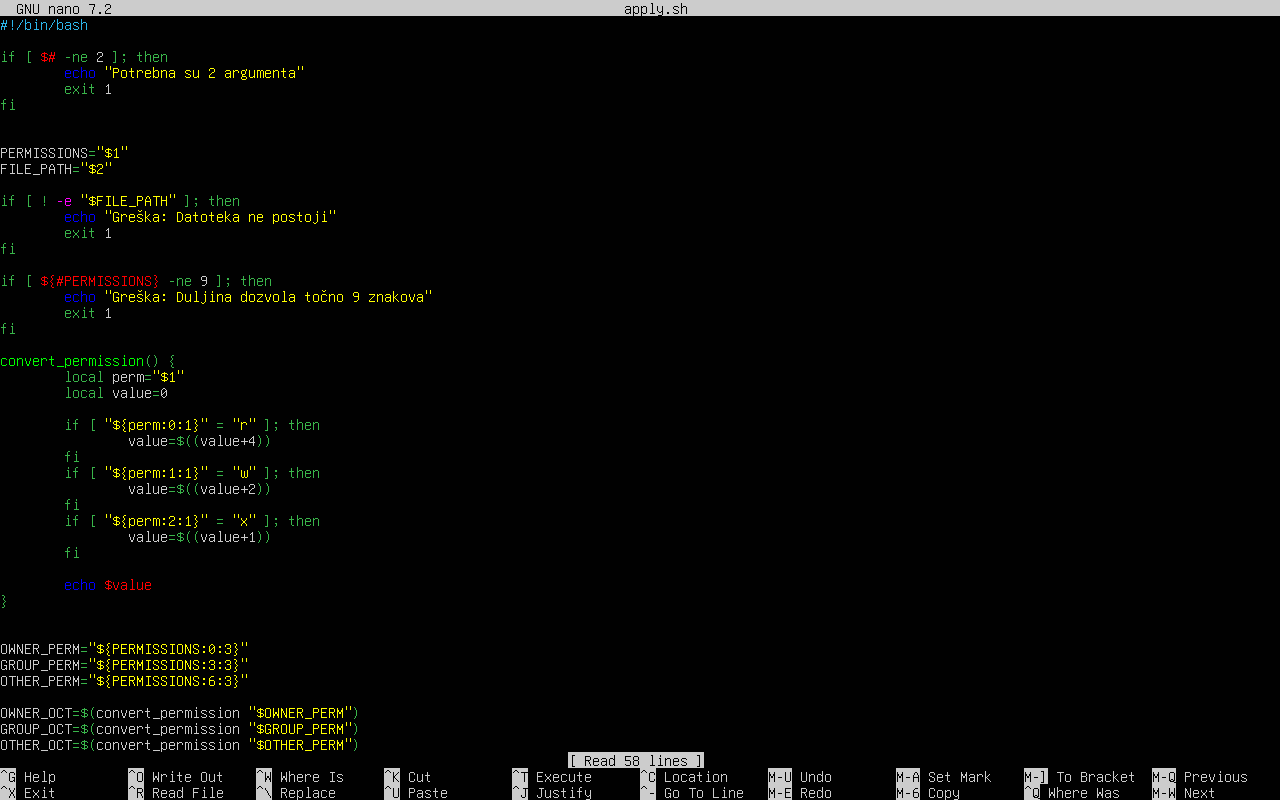 GNU nano 7.2 apply.sh
#!/bin/bash
if [ $# -ne 2 ]; then
echo "Potrebna su 2 argumenta"
exit 1
fi
PERMISSIONS="$1"
FILE_PATH="$2"
if [ ! -e "$FILE_PATH" ]; then
echo "Greška: Datoteka ne postoji"
exit 1
fi
if [ ${#PERMISSIONS} -ne 9 ]; then
echo "Greška: Duljina dozvola točno 9 znakova"
exit 1
fi
convert_permission() {
local perm="$1"
local value=0
if [ "${perm:0:1}" = "r" ]; then
value=$((value+4))
fi
if [ "${perm:1:1}" = "w" ]; then
value=$((value+2))
fi
if [ "${perm:2:1}" = "x" ]; then
value=$((value+1))
fi
echo $value
}
OWNER_PERM="${PERMISSIONS:0:3}"
GROUP_PERM="${PERMISSIONS:3:3}"
OTHER_PERM="${PERMISSIONS:6:3}"
OWNER_OCT=$(convert_permission "$OWNER_PERM")
GROUP_OCT=$(convert_permission "$GROUP_PERM")
OTHER_OCT=$(convert_permission "$OTHER_PERM")
[ Read 58 lines ]
^G Help ^O Write Out ^W Where Is ^K Cut ^T Execute ^C Location M-U Undo M-A Set Mark M-] To Bracket M-Q Previous
^X Exit ^R Read File ^\ Replace ^U Paste ^J Justify ^- Go To Line M-E Redo M-6 Copy ^Q Where Was M-W Next